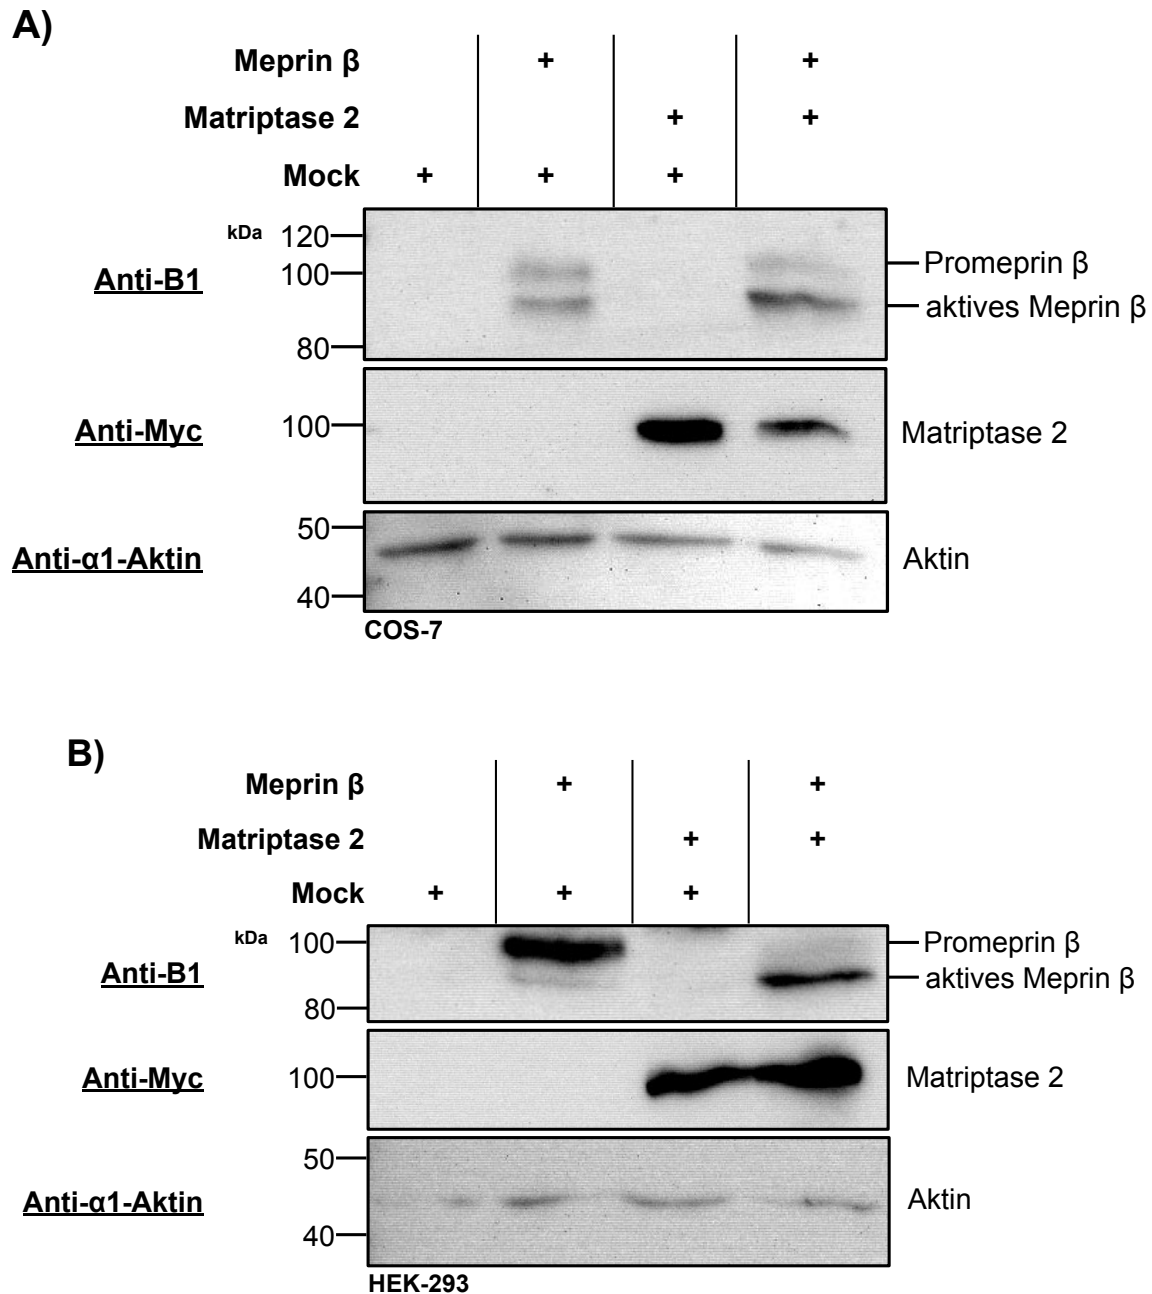 A)
Meprin β + +
Matriptase 2 + +
Mock + + +
kDa 120
100
80
Anti-B1
Promeprin β
aktives Meprin β
Anti-Myc 100 Matriptase 2
50
Anti-α1-Aktin Aktin
40
COS-7
B)
Meprin β + +
Matriptase 2 + +
Mock + + +
kDa 100 Promeprin β
Anti-B1 aktives Meprin β
80
Anti-Myc 100 Matriptase 2
50
Anti-α1-Aktin Aktin
40
HEK-293